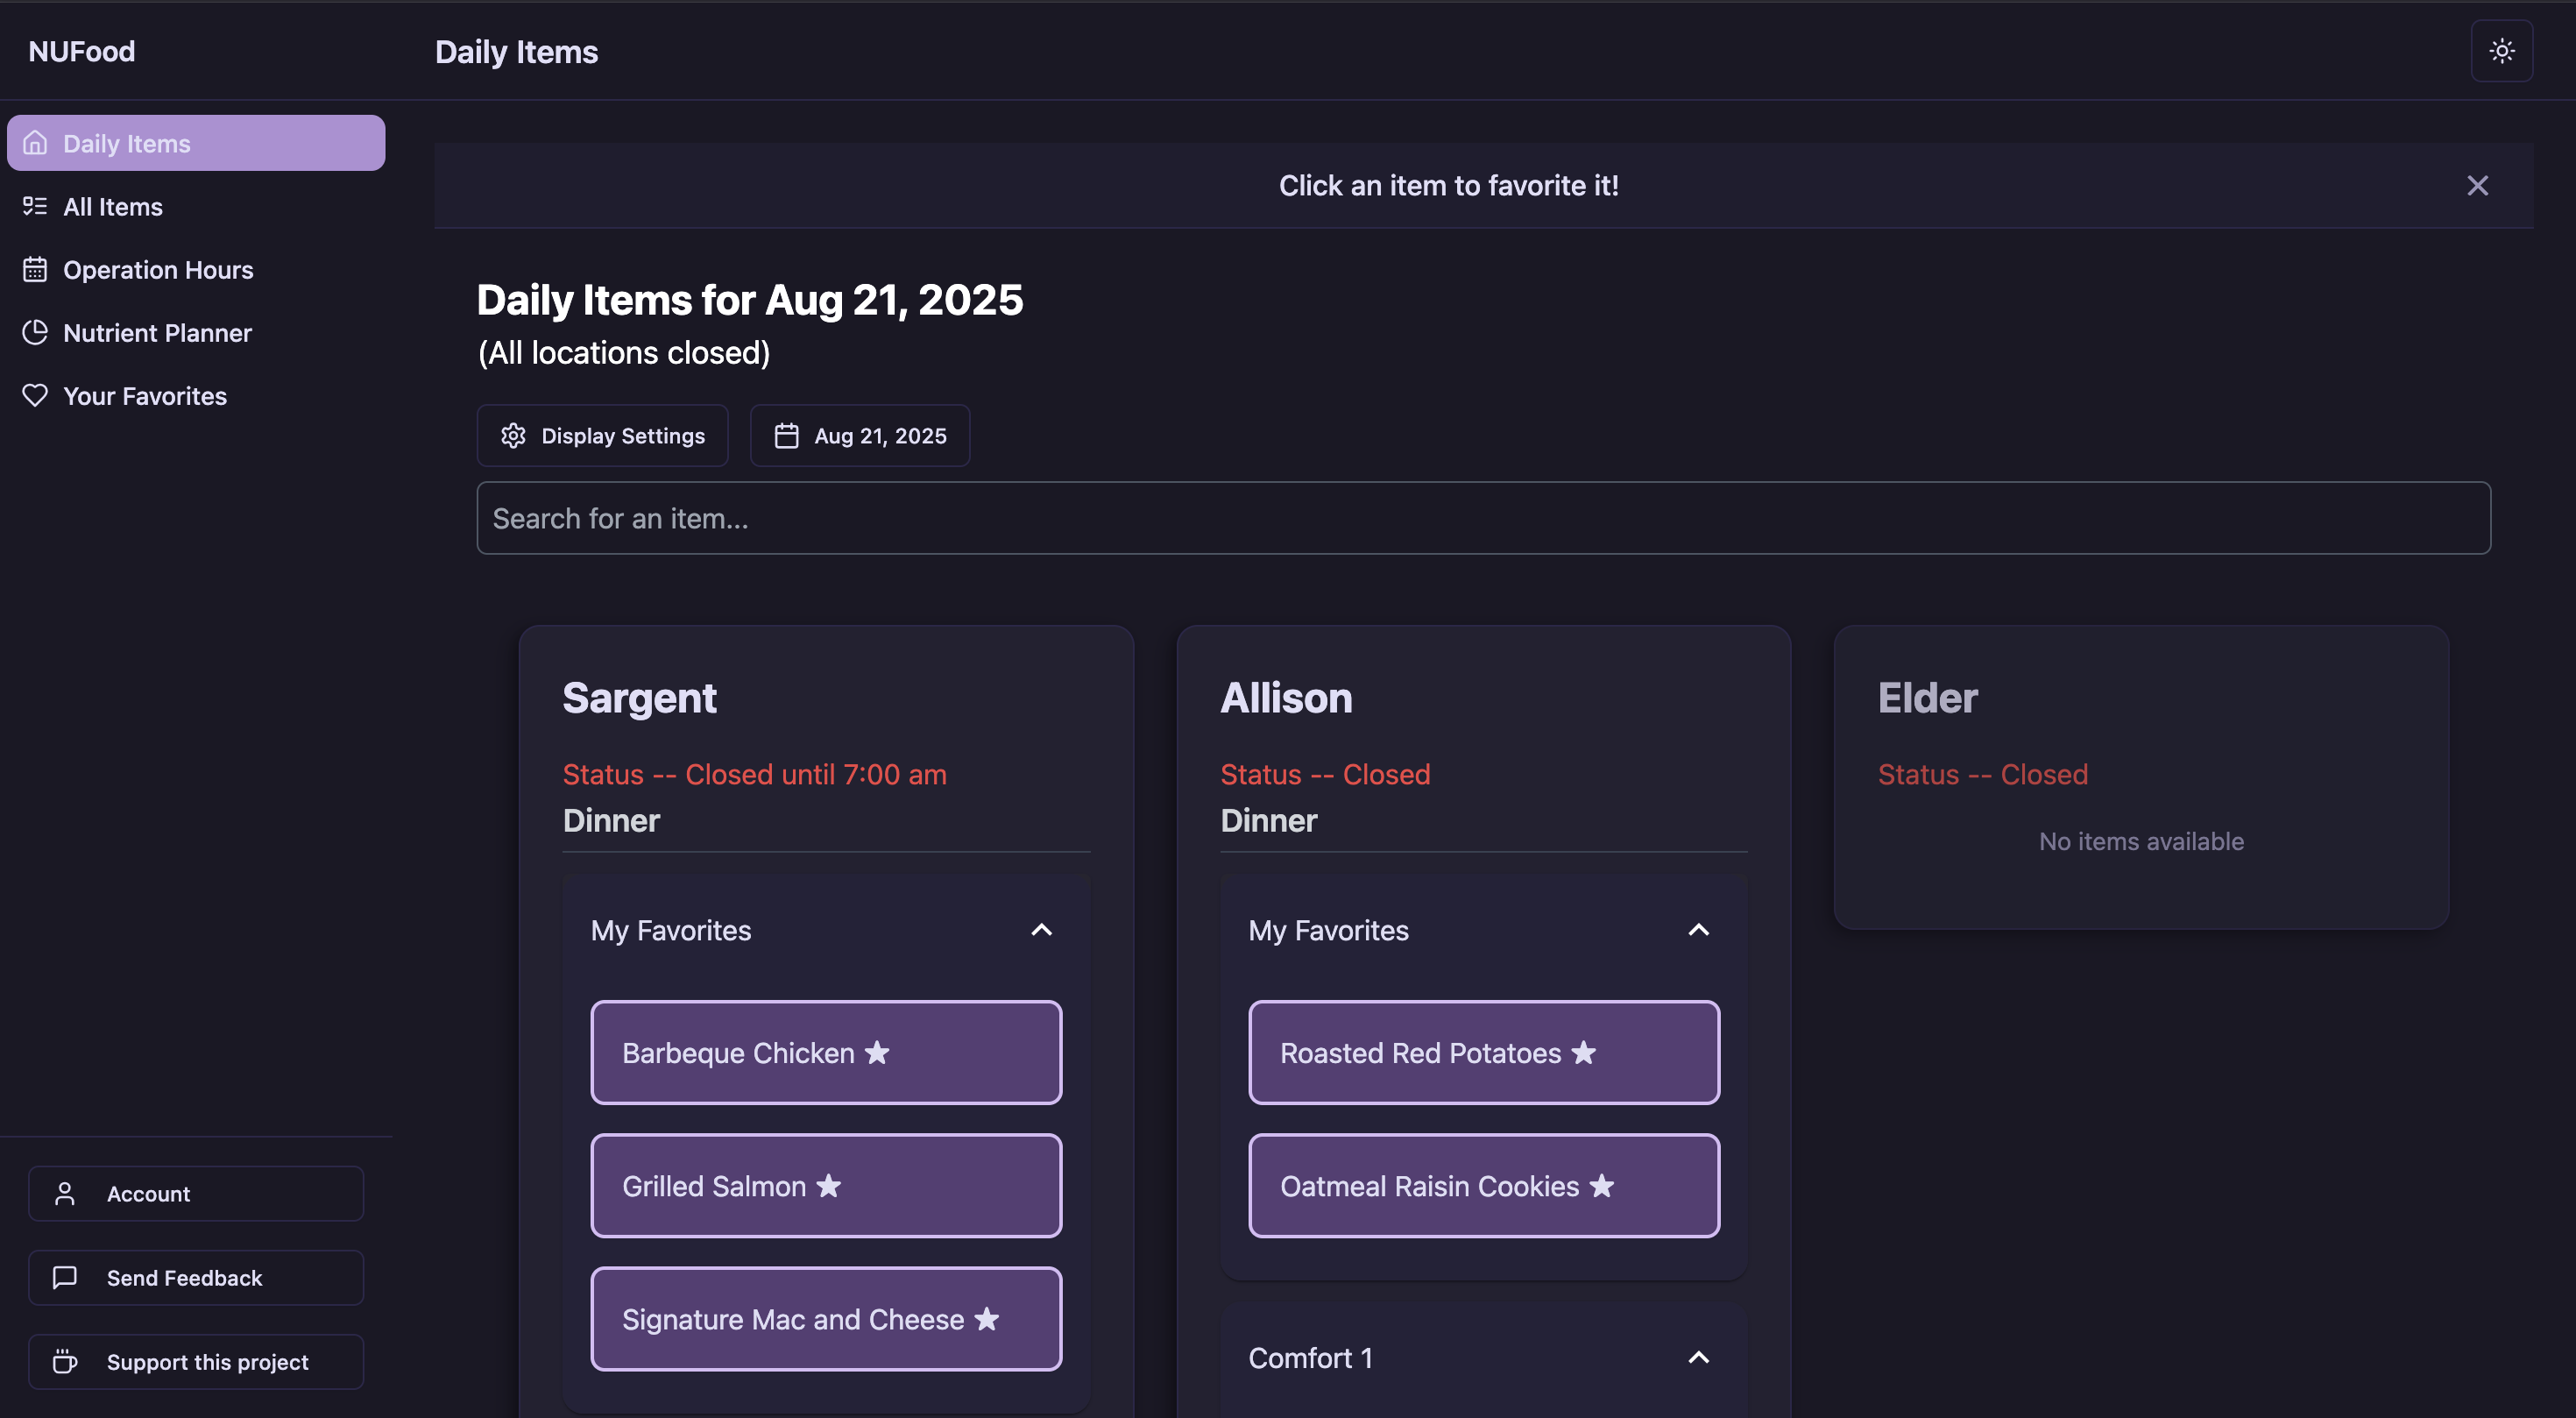 NUFood
Daily Items
Daily Items
All Items
Operation Hours
Nutrient Planner
Your Favorites
Account
Send Feedback
Support this project
Click an item to favorite it!
Daily Items for Aug 21, 2025
(All locations closed)
Display Settings
Aug 21, 2025
Search for an item...
Sargent
Status -- Closed until 7:00 am
Dinner
My Favorites
Barbeque Chicken ★
Grilled Salmon ★
Signature Mac and Cheese ★
Allison
Status -- Closed
Dinner
My Favorites
Roasted Red Potatoes ★
Oatmeal Raisin Cookies ★
Comfort 1
Elder
Status -- Closed
No items available